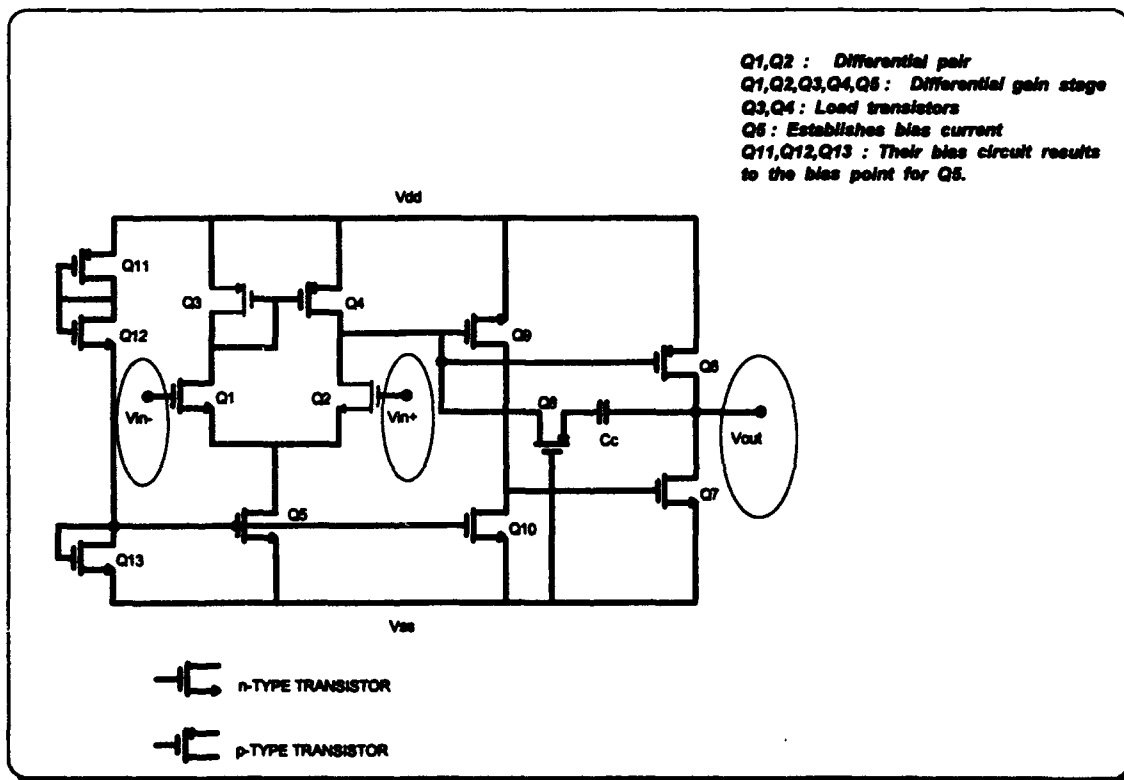 Q1,Q2 : Differential pair
Q1,Q2,Q3,Q4,Q5 : Differential gain stage
Q3,Q4 : Load transistors
Q5 : Establishes bias current
Q11,Q12,Q13 : Their bias circuit results
to the bias point for Q5.
Vdd
Q11
Q3
Q4
Q12
Q9
Q6
Vin-
Q1
Q2
Vin+
Q8
Cc
Vout
Q5
Q10
Q7
Q13
Vss
n-TYPE TRANSISTOR
p-TYPE TRANSISTOR